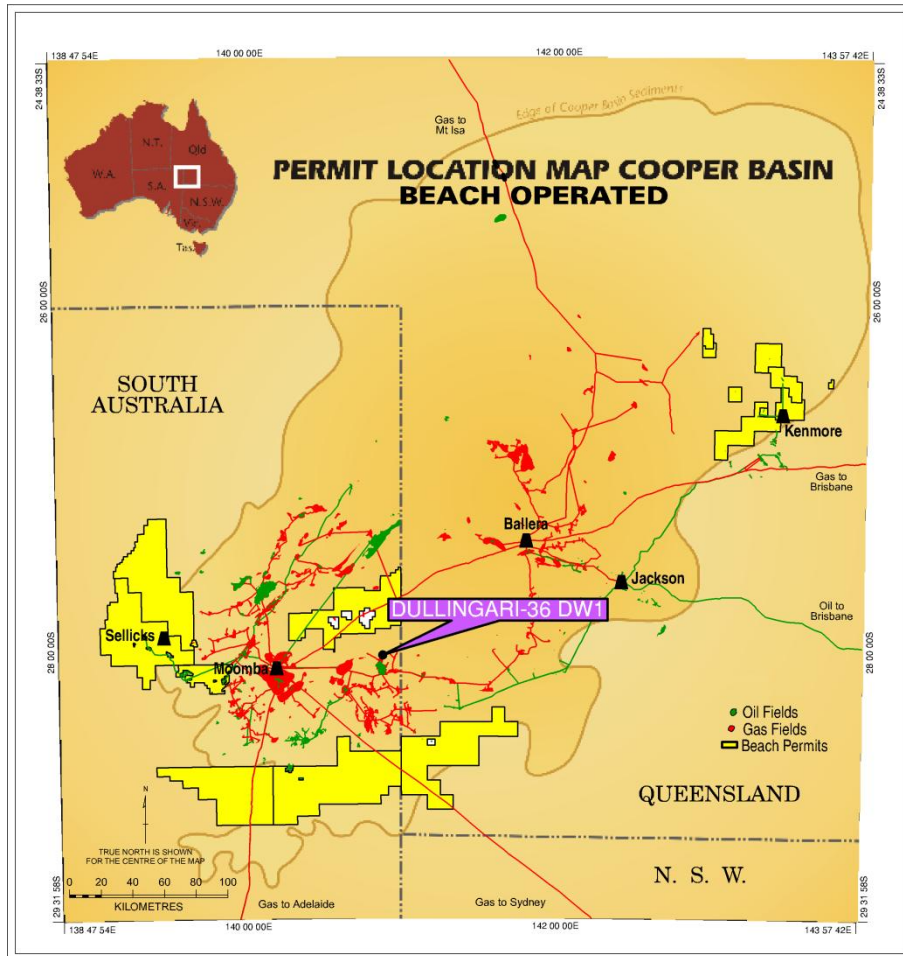 138 47 54E
140 00 00E
142 00 00E
143 57 42E
24 38 33S
24 38 33S
Edge of Cooper Basin Sediments
Gas to
Mt Isa
N.T.
Qld
W.A.
S.A.
N.S.W.
Vic.
Tas.
PERMIT LOCATION MAP COOPER BASIN
BEACH OPERATED
26 00 00S
26 00 00S
SOUTH
AUSTRALIA
Kenmore
Gas to
Brisbane
Ballera
Jackson
DULLINGARI-36 DW1
Oil to
Brisbane
Sellicks
Moomba
28 00 00S
28 00 00S
Oil Fields
Gas Fields
Beach Permits
QUEENSLAND
N
TRUE NORTH IS SHOWN
FOR THE CENTRE OF THE MAP
N. S. W.
0 20 40 60 80 100
KILOMETRES
Gas to Adelaide
Gas to Sydney
29 31 58S
29 31 58S
138 47 54E
140 00 00E
142 00 00E
143 57 42E